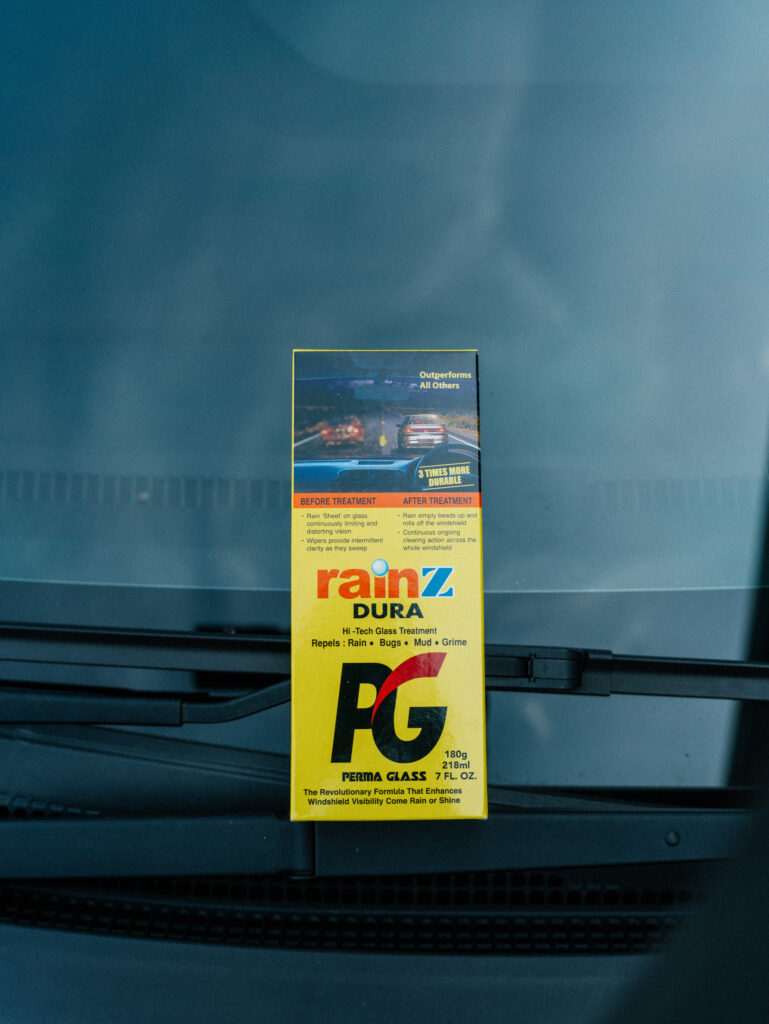 Outperforms
All Others
3 TIMES MORE
DURABLE
BEFORE TREATMENT
• Rain 'Sheet' on glass
continuously limiting and
distorting vision
• Wipers provide intermittent
clarity as they sweep
AFTER TREATMENT
• Rain simply beads up and
rolls off the windshield
• Continuous ongoing
clearing action across the
whole windshield
rainz
DURA
Hi -Tech Glass Treatment
Repels : Rain • Bugs • Mud • Grime
PG
PERMA GLASS
180g
218ml
7 FL. OZ.
The Revolutionary Formula That Enhances
Windshield Visibility Come Rain or Shine